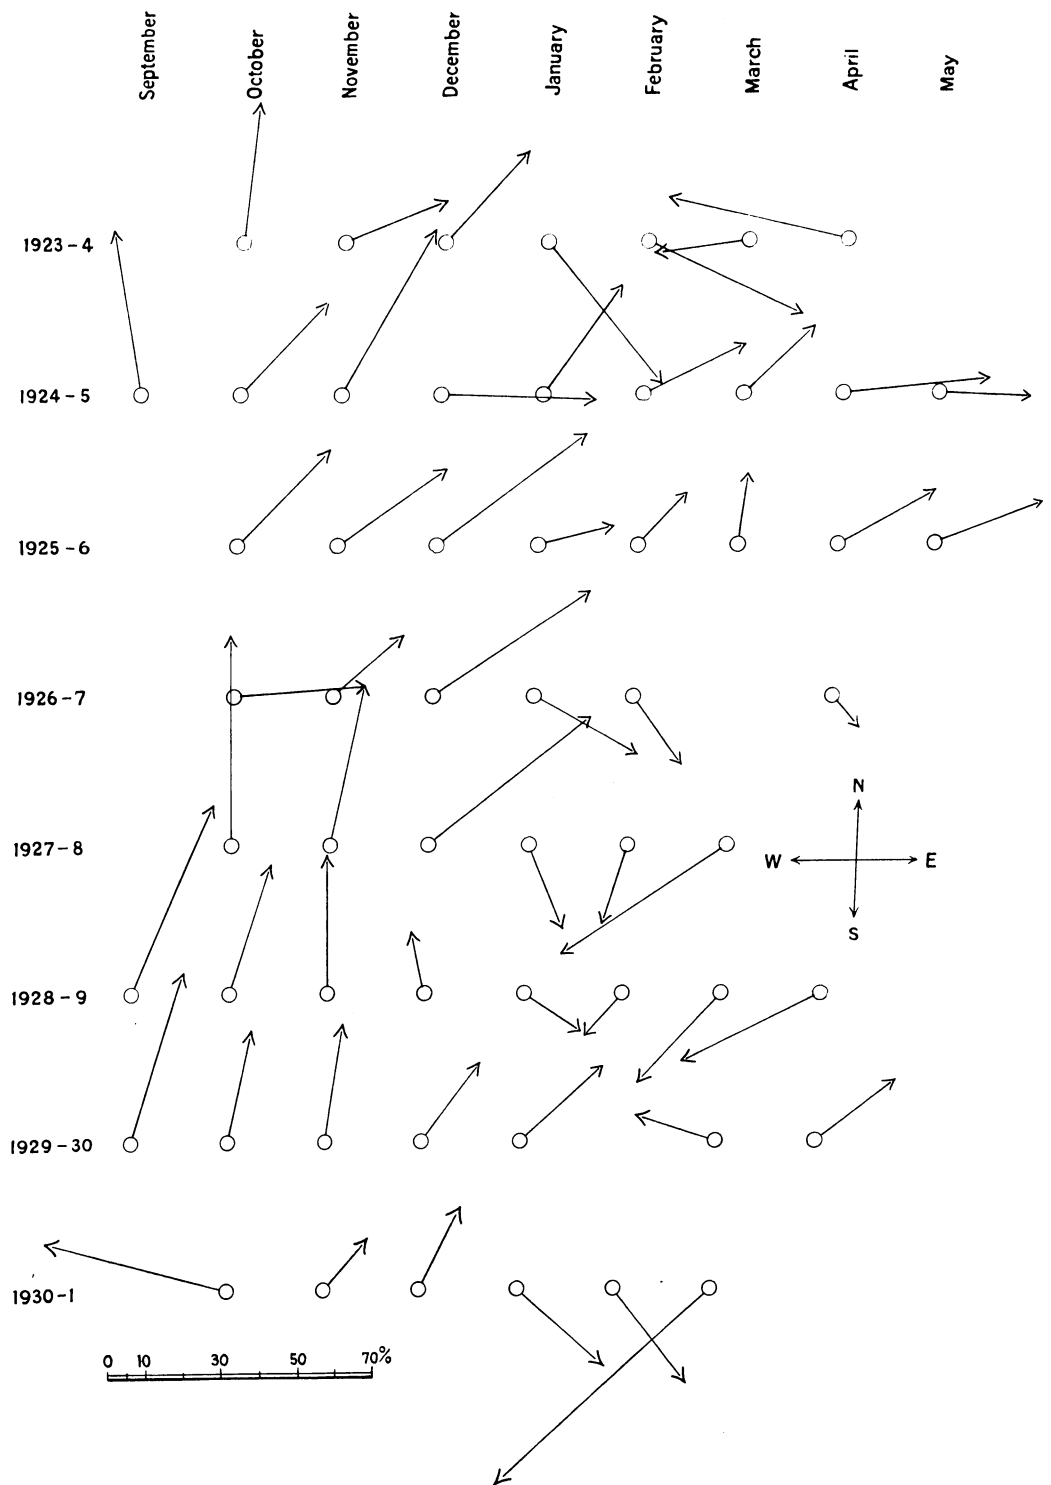 September
October
November
December
January
February
March
April
May
1923-4
1924-5
1925-6
1926-7
N
1927-8
W E
S
1928-9
1929-30
1930-1
0 10 30 50 70%